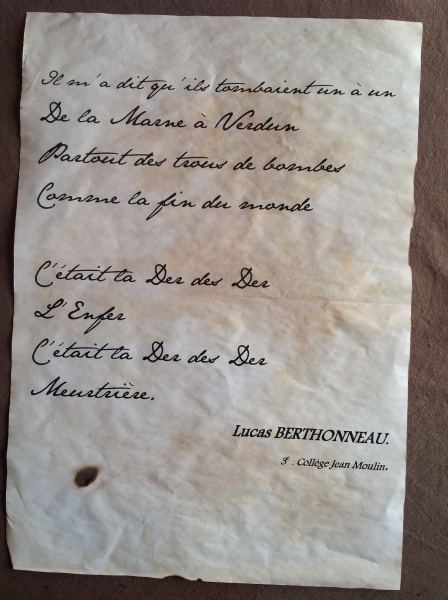 Il m'a dit qu'ils tombaient un à un
De la Marne à Verdun
Partout des trous de bombes
Comme la fin du monde
C'était la Der des Der
L'Enfer
C'était la Der des Der
Meurtrière.
Lucas BERTHONNEAU.
3e. Collège Jean Moulin.